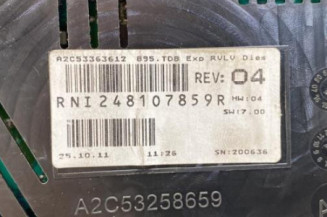 A2C53363612 895.TDB Exp RVLV Dies
REV: 04
RNI248107859R
HW:04
SW:7.00
25.10.11 11:26 SN:200636
A2C53258659